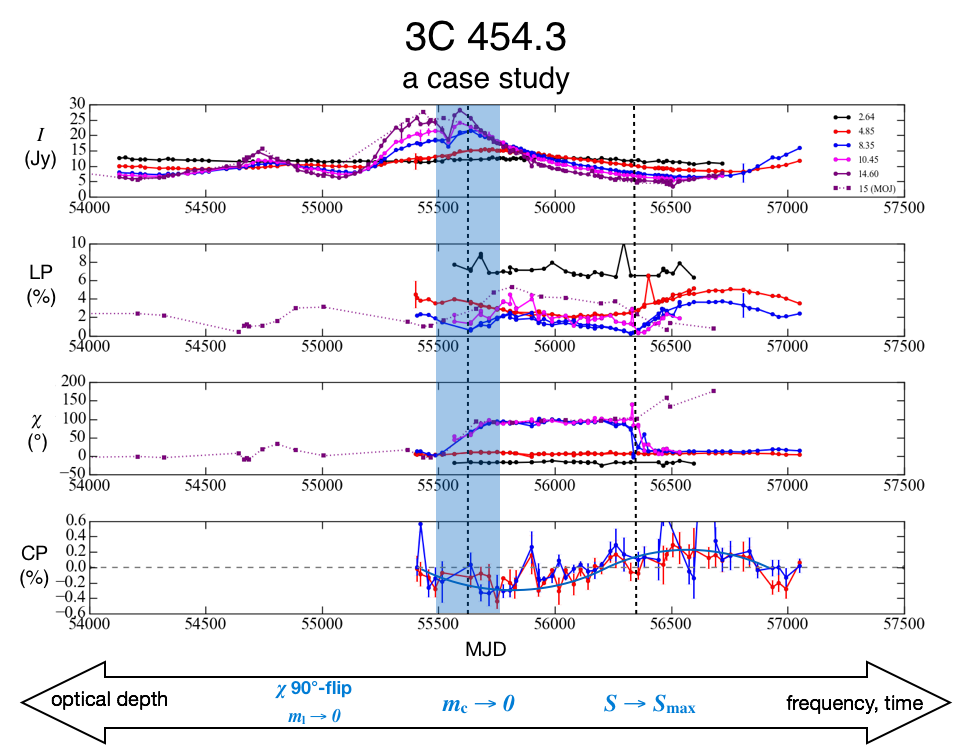 3C 454.3
a case study
I
(Jy)
30
25
20
15
10
5
0
2.64
4.85
8.35
10.45
14.60
15 (MOJ)
54000 54500 55000 55500 56000 56500 57000 57500
LP
(%)
10
8
6
4
2
0
54000 54500 55000 55500 56000 56500 57000 57500
χ
(°)
200
150
100
50
0
−50
54000 54500 55000 55500 56000 56500 57000 57500
CP
(%)
0.6
0.4
0.2
0.0
−0.2
−0.4
−0.6
54000 54500 55000 55500 56000 56500 57000 57500
MJD
optical depth
χ 90°-flip
m_l → 0
m_c → 0
S → S_max
frequency, time